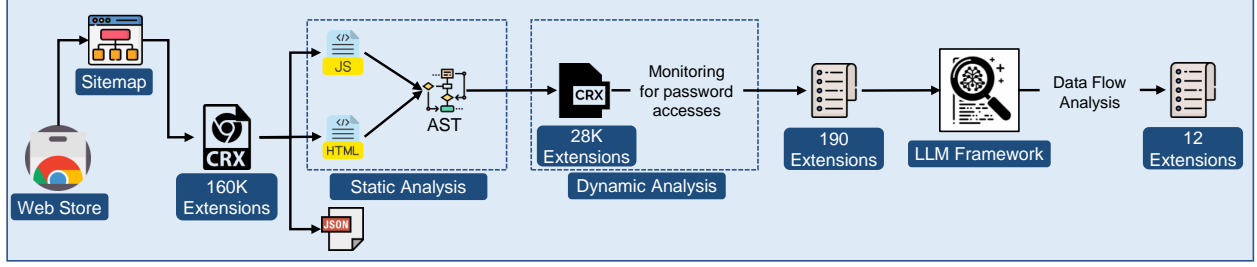 Sitemap
Web Store
CRX
160K
Extensions
</>
JS
</>
HTML
AST
Static Analysis
JSON
CRX
28K
Extensions
Monitoring
for password
accesses
Dynamic Analysis
190
Extensions
LLM Framework
Data Flow
Analysis
12
Extensions